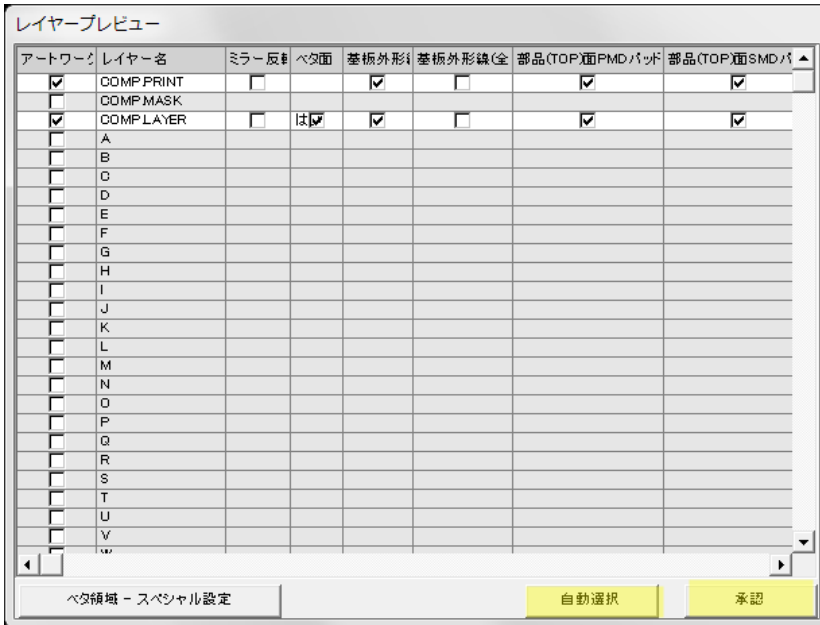 レイヤープレビュー
アートワーク レイヤー名 ミラー反転 ベタ面 基板外形線 基板外形線(全 部品(TOP)面PMDパッド 部品(TOP)面SMDパ
COMP.PRINT
COMP.MASK
COMP.LAYER は
A
B
C
D
E
F
G
H
I
J
K
L
M
N
O
P
Q
R
S
T
U
V
W
ベタ領域 - スペシャル設定 自動選択 承認